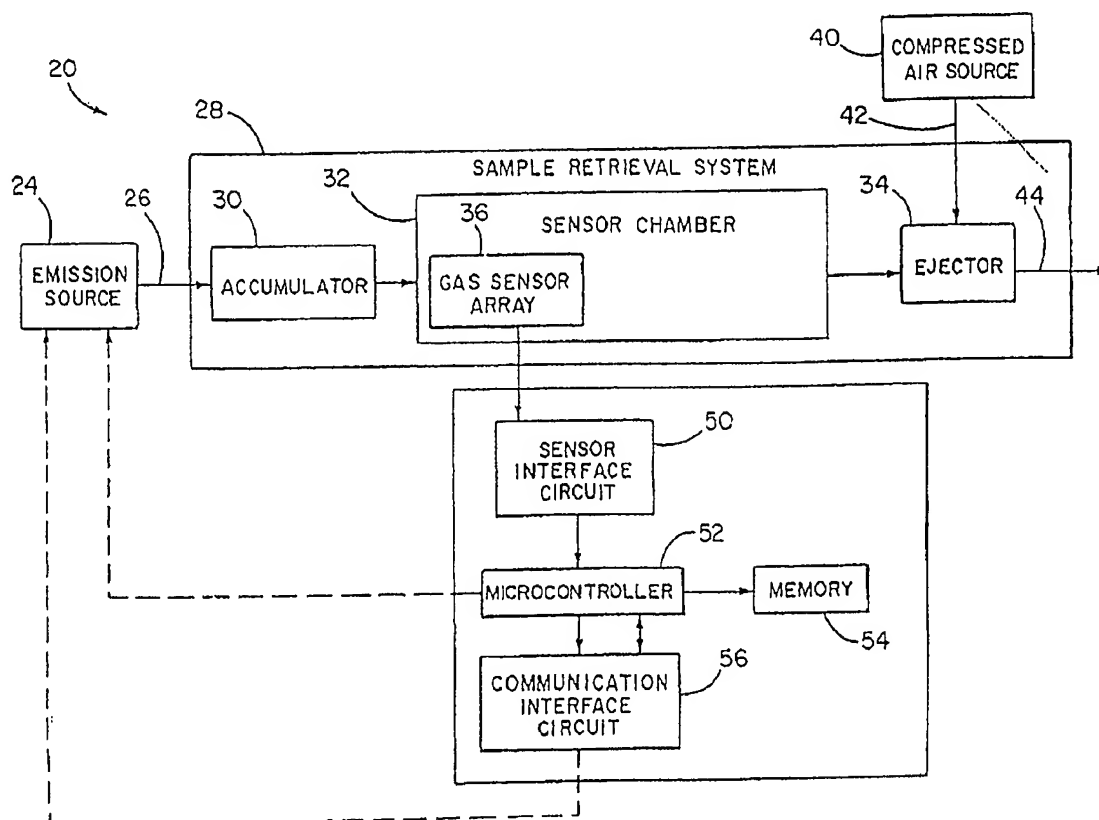 40
COMPRESSED
AIR SOURCE
20
42
28
SAMPLE RETRIEVAL SYSTEM
24
26
30
32
36
SENSOR CHAMBER
34
44
EMISSION
SOURCE
ACCUMULATOR
GAS SENSOR
ARRAY
EJECTOR
50
SENSOR
INTERFACE
CIRCUIT
52
MICROCONTROLLER
MEMORY
54
56
COMMUNICATION
INTERFACE
CIRCUIT